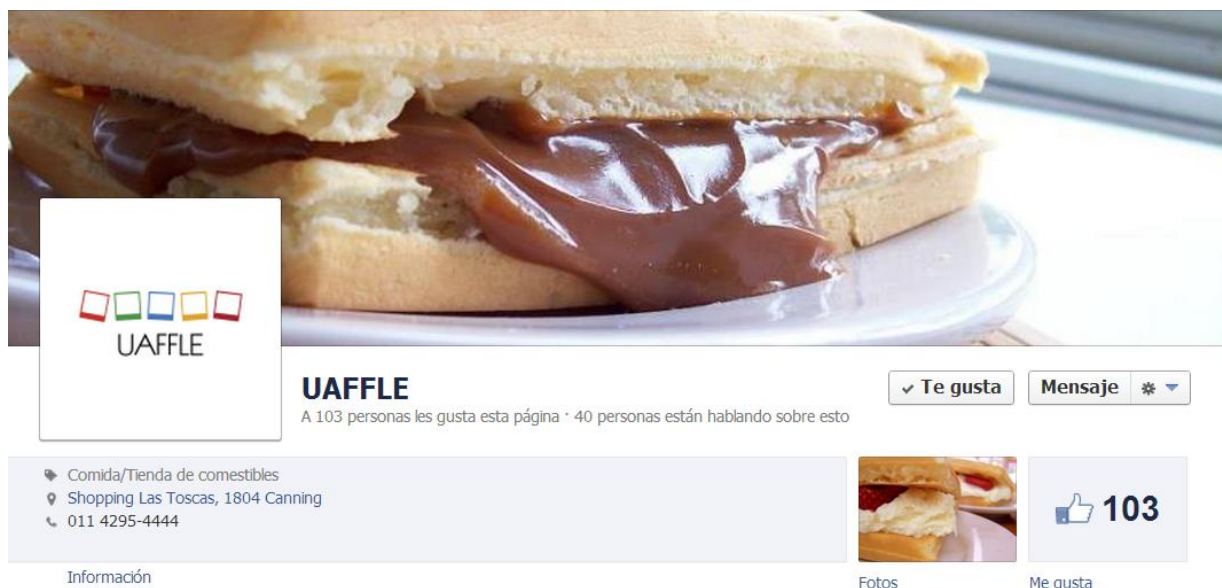 UAFFLE
UAFFLE
A 103 personas les gusta esta página · 40 personas están hablando sobre esto
Te gusta
Mensaje
Comida/Tienda de comestibles
Shopping Las Toscas, 1804 Canning
011 4295-4444
103
Información
Fotos
Me gusta